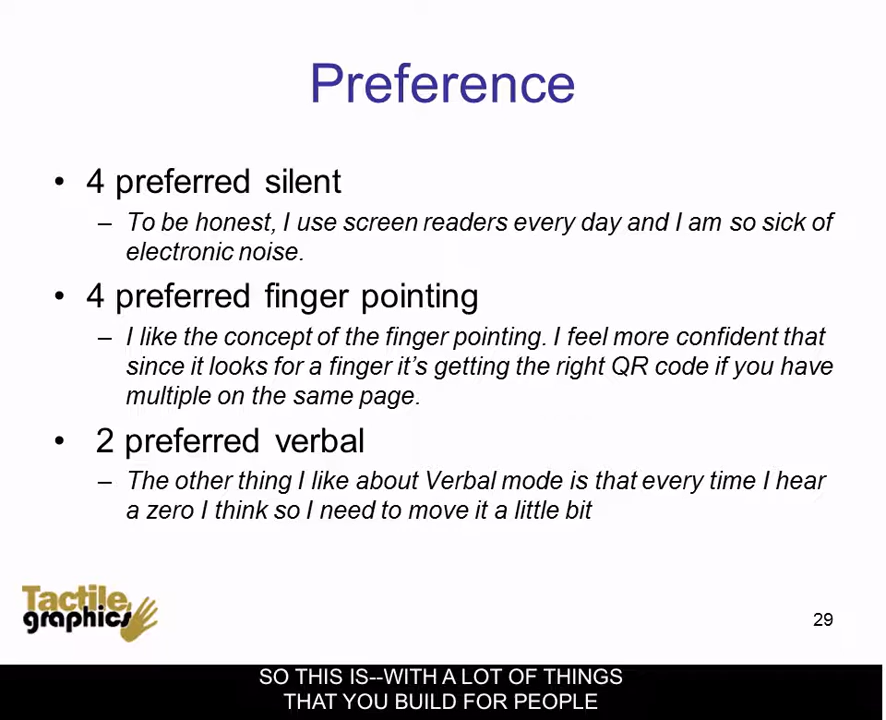 Preference
• 4 preferred silent
– To be honest, I use screen readers every day and I am so sick of
electronic noise.
• 4 preferred finger pointing
– I like the concept of the finger pointing. I feel more confident that
since it looks for a finger it’s getting the right QR code if you have
multiple on the same page.
• 2 preferred verbal
– The other thing I like about Verbal mode is that every time I hear
a zero I think so I need to move it a little bit
Tactile
graphics
29
SO THIS IS--WITH A LOT OF THINGS
THAT YOU BUILD FOR PEOPLE